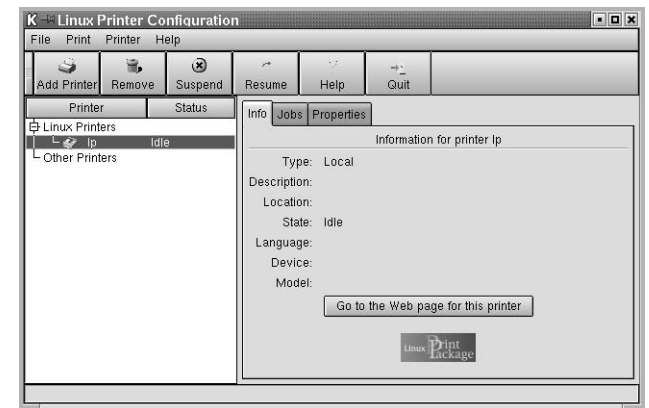 Linux Printer Configuration
File Print Printer Help
Add Printer Remove Suspend Resume Help Quit
Printer Status
Linux Printers
lp Idle
Other Printers
Info Jobs Properties
Information for printer lp
Type: Local
Description:
Location:
State: Idle
Language:
Device:
Model:
Go to the Web page for this printer
Linux Print Package